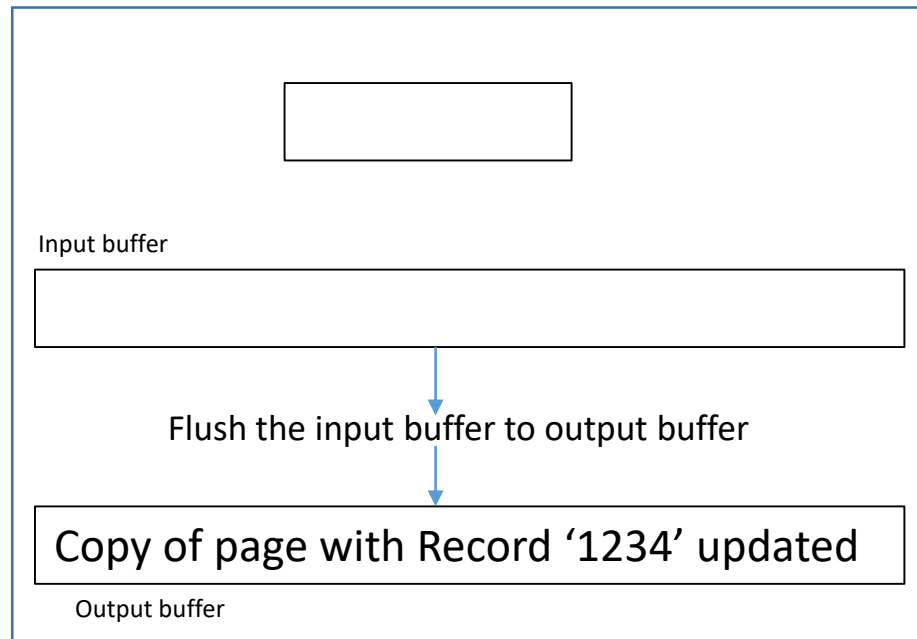 Input buffer
Flush the input buffer to output buffer
Copy of page with Record ‘1234’ updated
Output buffer